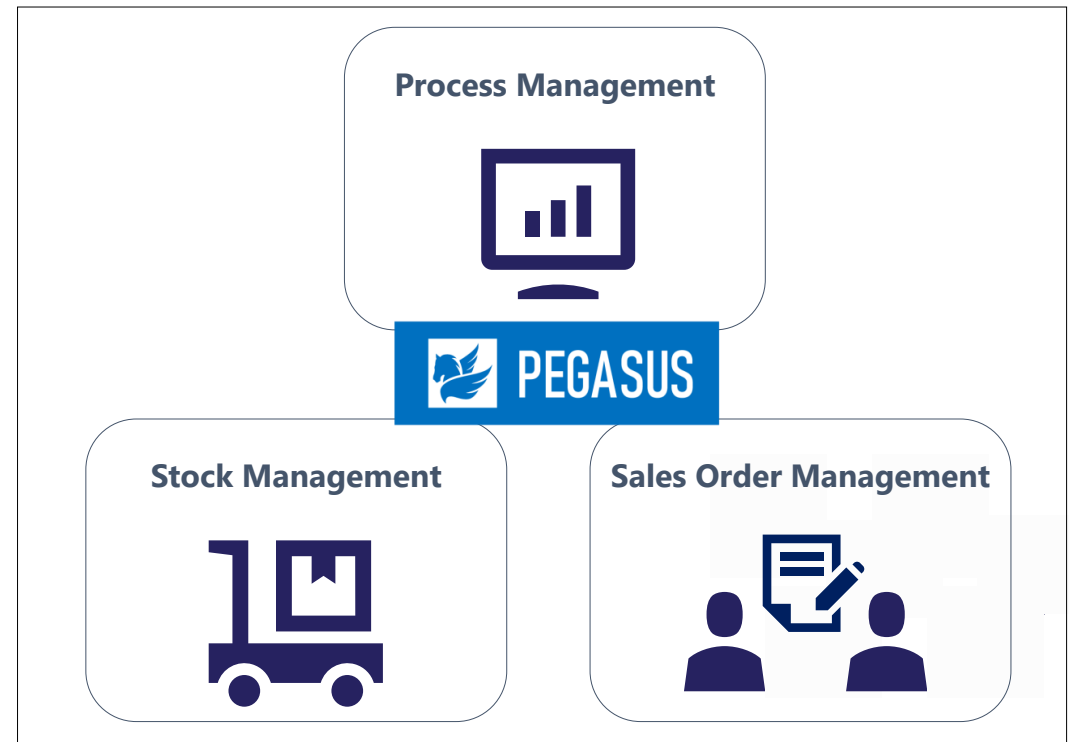 Process Management
PEGASUS
Stock Management
Sales Order Management